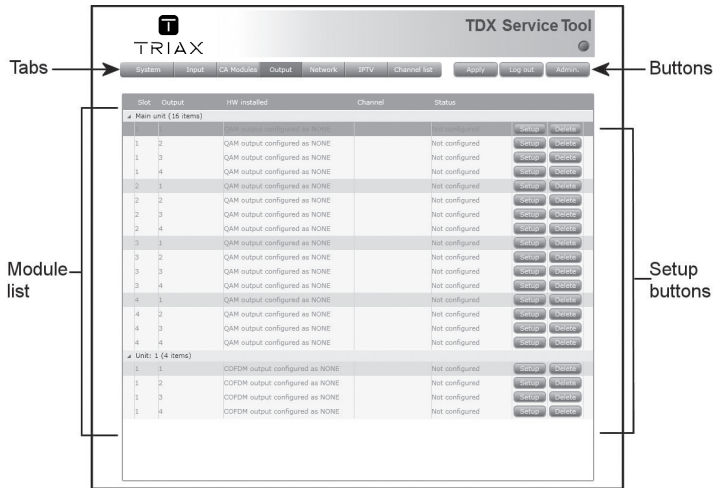 TRIAX
TDX Service Tool
Tabs
System Input CA Modules Output Network IPTV Channel list Apply Log out Admin.
Buttons
Slot Output HW installed Channel Status
Main unit (16 items)
QAM output configured as NONE Not configured Setup Delete
1 2 QAM output configured as NONE Not configured Setup Delete
1 3 QAM output configured as NONE Not configured Setup Delete
1 4 QAM output configured as NONE Not configured Setup Delete
2 1 QAM output configured as NONE Not configured Setup Delete
2 2 QAM output configured as NONE Not configured Setup Delete
2 3 QAM output configured as NONE Not configured Setup Delete
2 4 QAM output configured as NONE Not configured Setup Delete
3 1 QAM output configured as NONE Not configured Setup Delete
3 2 QAM output configured as NONE Not configured Setup Delete
3 3 QAM output configured as NONE Not configured Setup Delete
3 4 QAM output configured as NONE Not configured Setup Delete
4 1 QAM output configured as NONE Not configured Setup Delete
4 2 QAM output configured as NONE Not configured Setup Delete
4 3 QAM output configured as NONE Not configured Setup Delete
4 4 QAM output configured as NONE Not configured Setup Delete
Unit: 1 (4 items)
1 1 COFDM output configured as NONE Not configured Setup Delete
1 2 COFDM output configured as NONE Not configured Setup Delete
1 3 COFDM output configured as NONE Not configured Setup Delete
1 4 COFDM output configured as NONE Not configured Setup Delete
Module
list
Setup
buttons